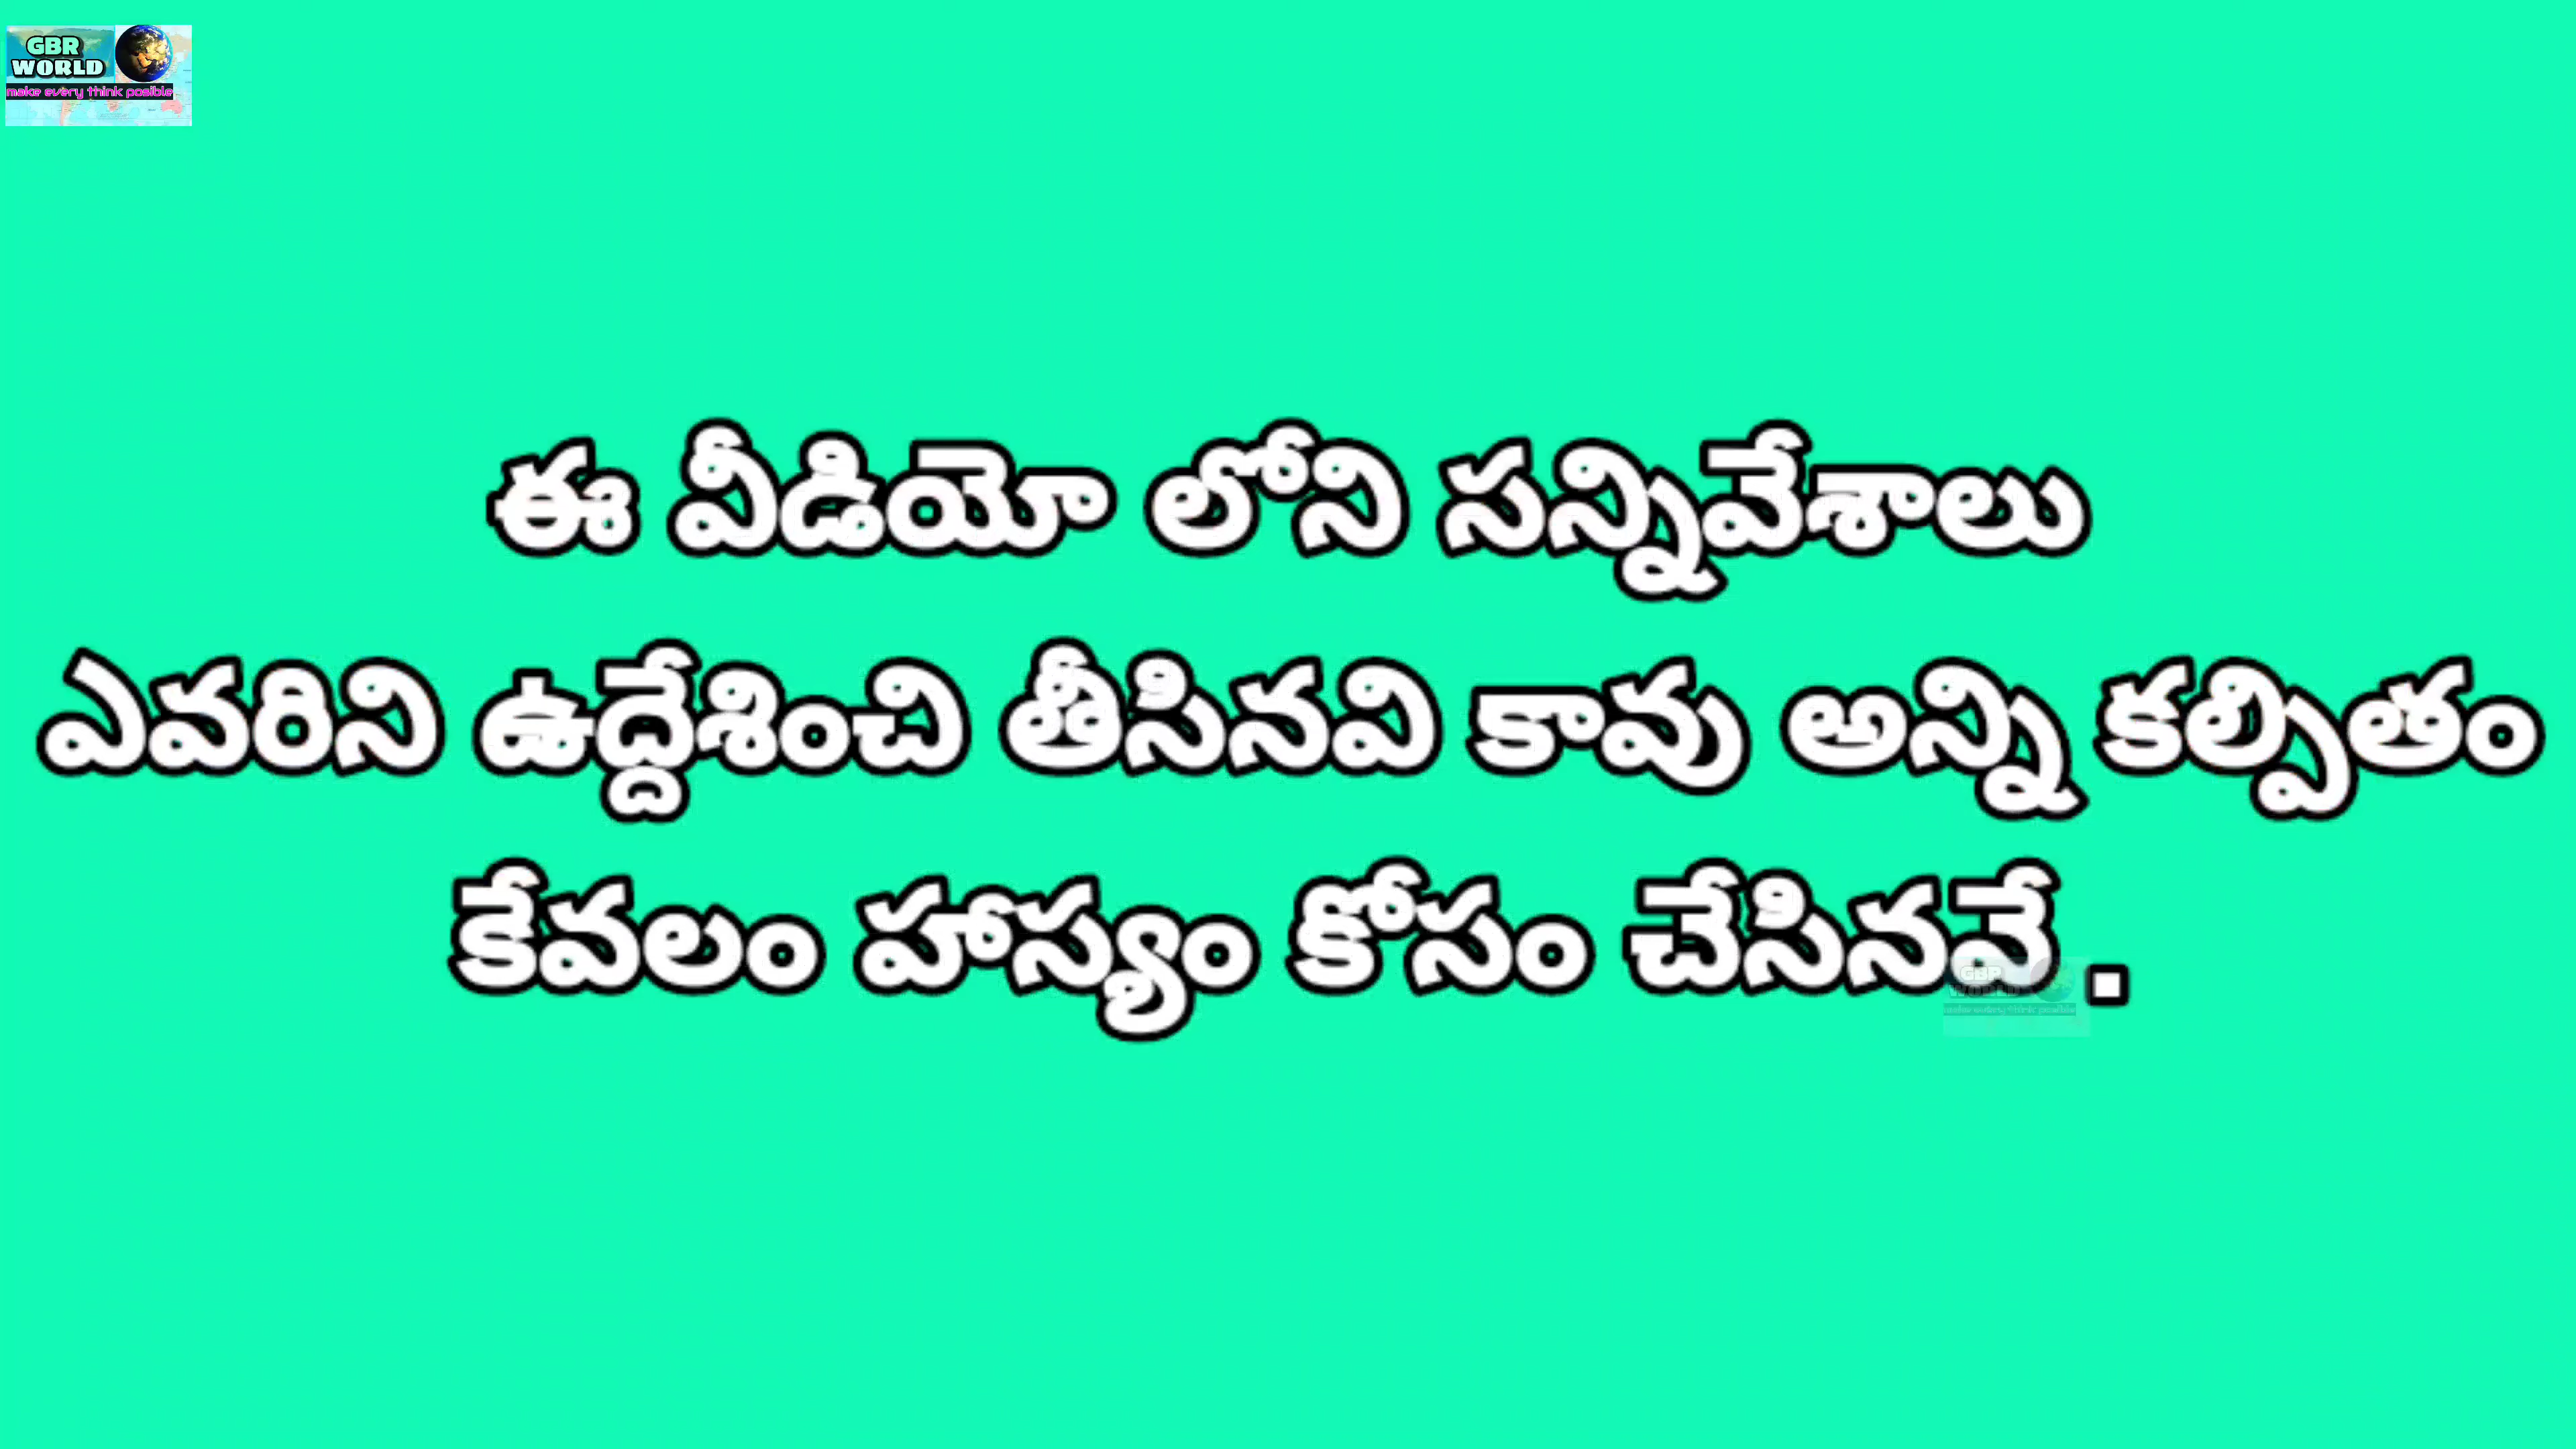 GBR
WORLD
make every think posible
ఈ వీడియో లోని సన్నివేశాలు
ఎవరిని ఉద్దేశించి తీసినవి కావు అన్ని కల్పితం
కేవలం హాస్యం కోసం చేసినవే .